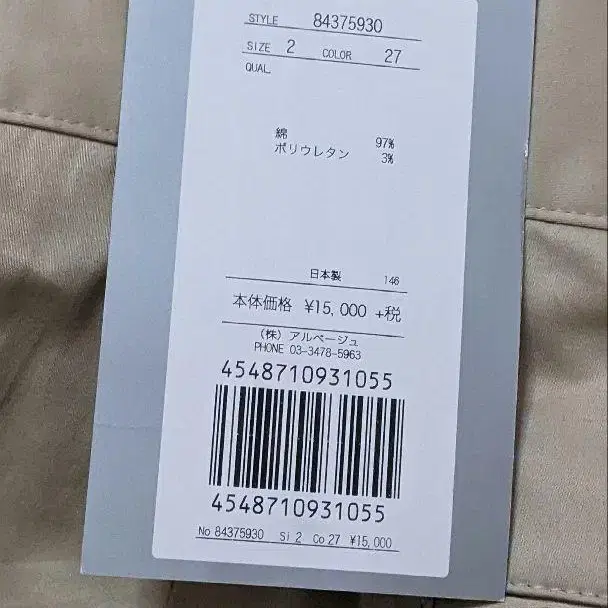 STYLE 84375930
SIZE 2 COLOR 27
QUAL
綿 97%
ポリウレタン 3%
日本製 146
本体価格 ¥15,000 +税
(株) アルページュ
PHONE 03-3478-5963
4548710931055
4548710931055
No 84375930 Si 2 Co 27 ¥15,000